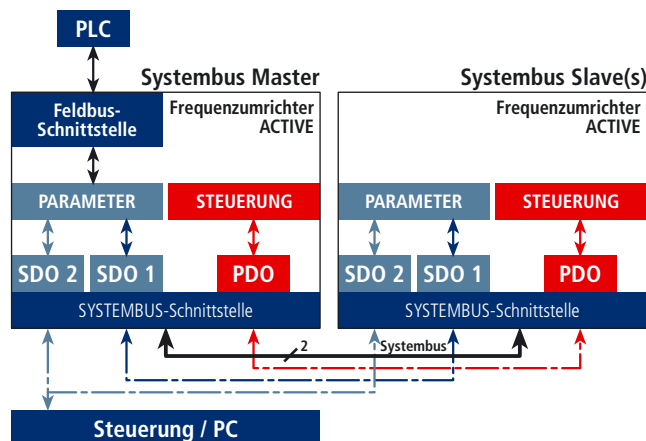 PLC
Systembus Master
Systembus Slave(s)
Feldbus-
Schnittstelle
Frequenzumrichter
ACTIVE
Frequenzumrichter
ACTIVE
PARAMETER
STEUERUNG
PARAMETER
STEUERUNG
SDO 2
SDO 1
PDO
SDO 2
SDO 1
PDO
SYSTEMBUS-Schnittstelle
SYSTEMBUS-Schnittstelle
2
Systembus
Steuerung / PC